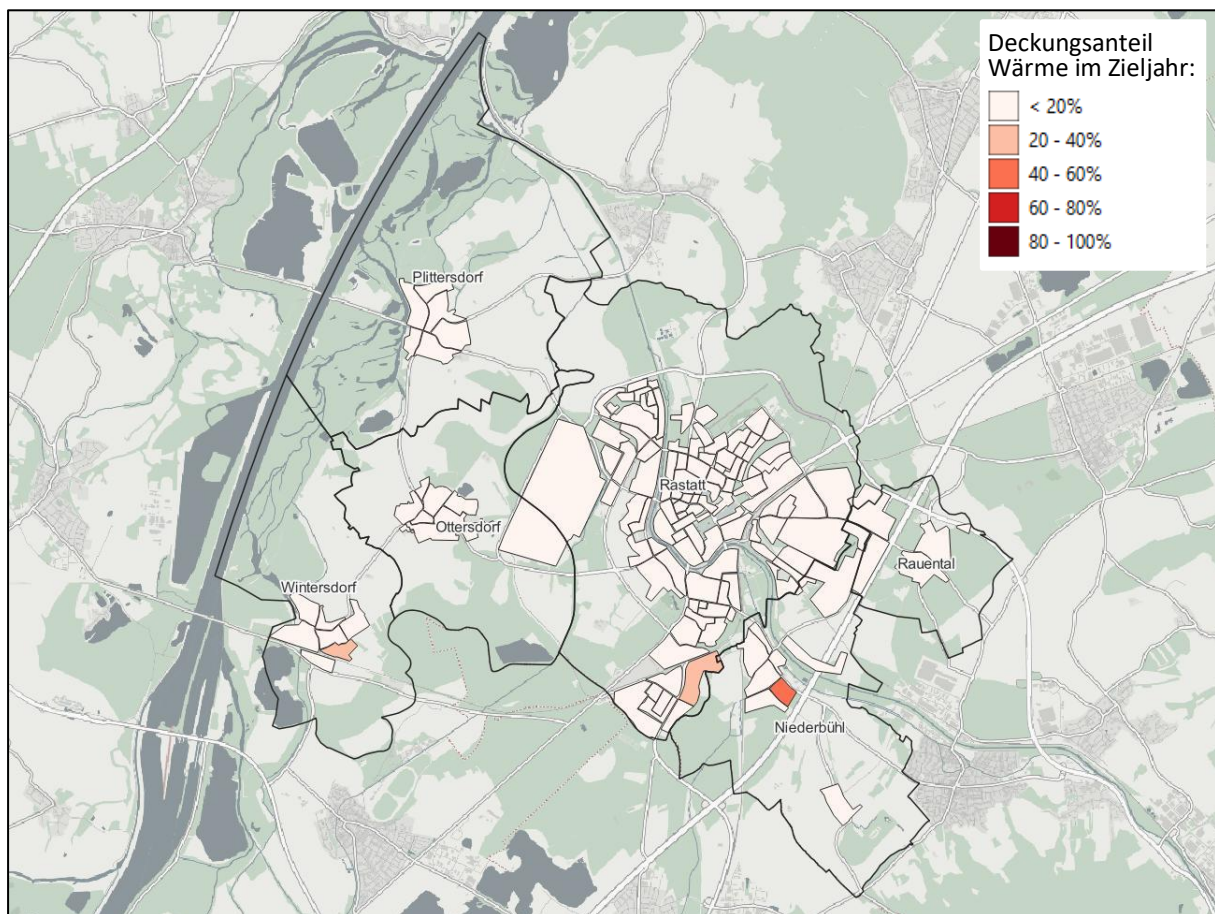 Deckungsanteil
Wärme im Zieljahr:
< 20%
20 - 40%
40 - 60%
60 - 80%
80 - 100%
Plittersdorf
Rastatt
Ottersdorf
Rauental
Wintersdorf
Niederbühl